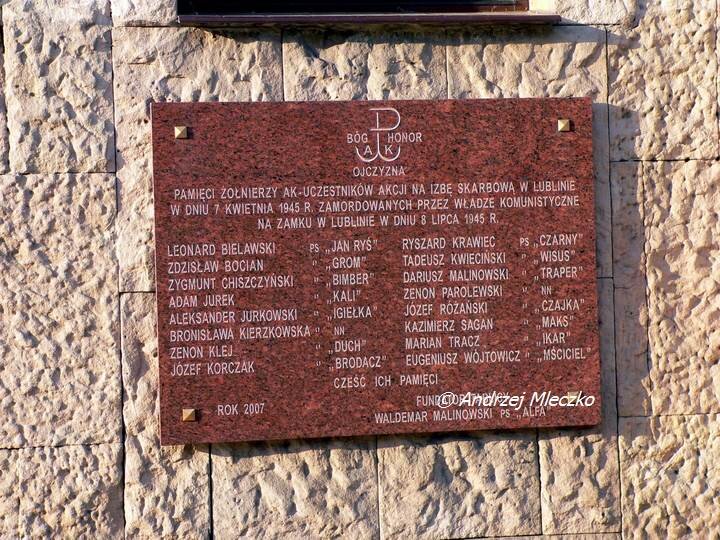 BÓG HONOR
AK
OJCZYZNA
PAMIĘCI ŻOŁNIERZY AK-UCZESTNIKÓW AKCJI NA IZBĘ SKARBOWĄ W LUBLINIE
W DNIU 7 KWIETNIA 1945 R. ZAMORDOWANYCH PRZEZ WŁADZE KOMUNISTYCZNE
NA ZAMKU W LUBLINIE W DNIU 8 LIPCA 1945 R.
LEONARD BIELAWSKI PS „JAN RYŚ”
ZDZISŁAW BOCIAN '' „GROM”
ZYGMUNT CHISZCZYŃSKI '' „BIMBER”
ADAM JUREK '' „KALI”
ALEKSANDER JURKOWSKI '' „IGIEŁKA”
BRONISŁAWA KIERZKOWSKA '' NN
ZENON KLEJ '' „DUCH”
JÓZEF KORCZAK '' „BRODACZ”
RYSZARD KRAWIEC PS „CZARNY”
TADEUSZ KWIECIŃSKI '' „WISUS”
DARIUSZ MALINOWSKI '' „TRAPER”
ZENON PAROLEWSKI '' NN
JÓZEF RÓŻAŃSKI '' „CZAJKA”
KAZIMIERZ SAGAN '' „MAKS”
MARIAN TRACZ '' „IKAR”
EUGENIUSZ WÓJTOWICZ '' „MŚCICIEL”
CZEŚĆ ICH PAMIĘCI
© Andrzej Mleczko
ROK 2007
WALDEMAR MALINOWSKI PS „ALFA”